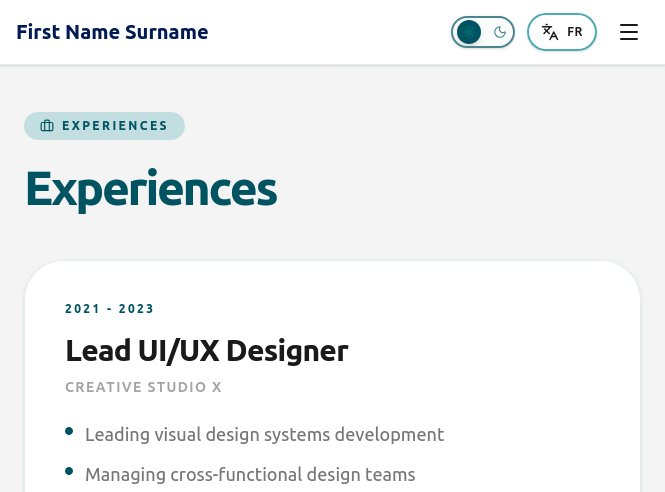 First Name Surname
FR
EXPERIENCES
Experiences
2021 - 2023
Lead UI/UX Designer
CREATIVE STUDIO X
Leading visual design systems development
Managing cross-functional design teams